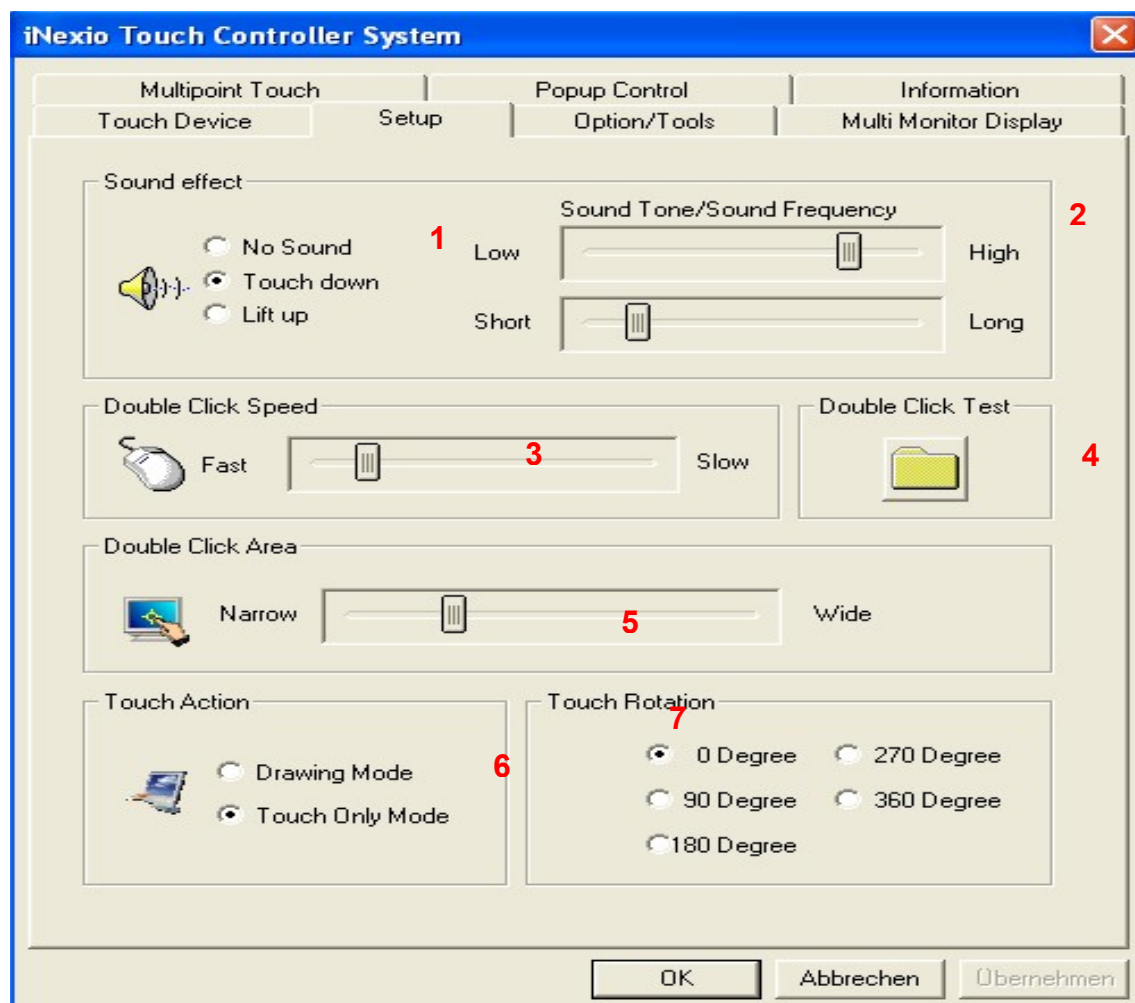 iNexio Touch Controller System
Multipoint Touch Popup Control Information
Touch Device Setup Option/Tools Multi Monitor Display
Sound effect
Sound Tone/Sound Frequency
2
No Sound
1
Low High
Touch down
Lift up
Short Long
Double Click Speed
Double Click Test
Fast 3 Slow
4
Double Click Area
Narrow 5 Wide
Touch Action
Touch Rotation
7
6
Drawing Mode
Touch Only Mode
0 Degree 270 Degree
90 Degree 360 Degree
180 Degree
OK Abbrechen Übernehmen